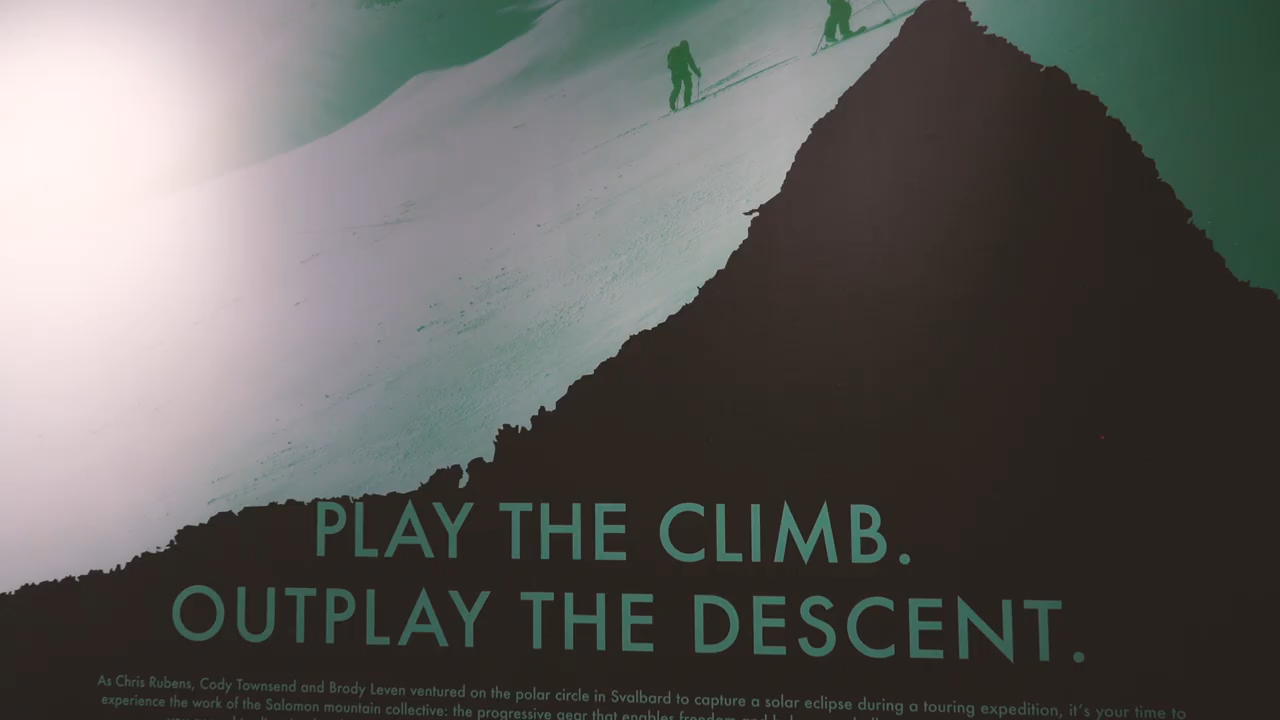 PLAY THE CLIMB.
OUTPLAY THE DESCENT.
As Chris Rubens, Cody Townsend and Brody Leven ventured on the polar circle in Svalbard to capture a solar eclipse during a touring expedition, it's your time to
experience the work of the Salomon mountain collective: the progressive gear that enables freedom and